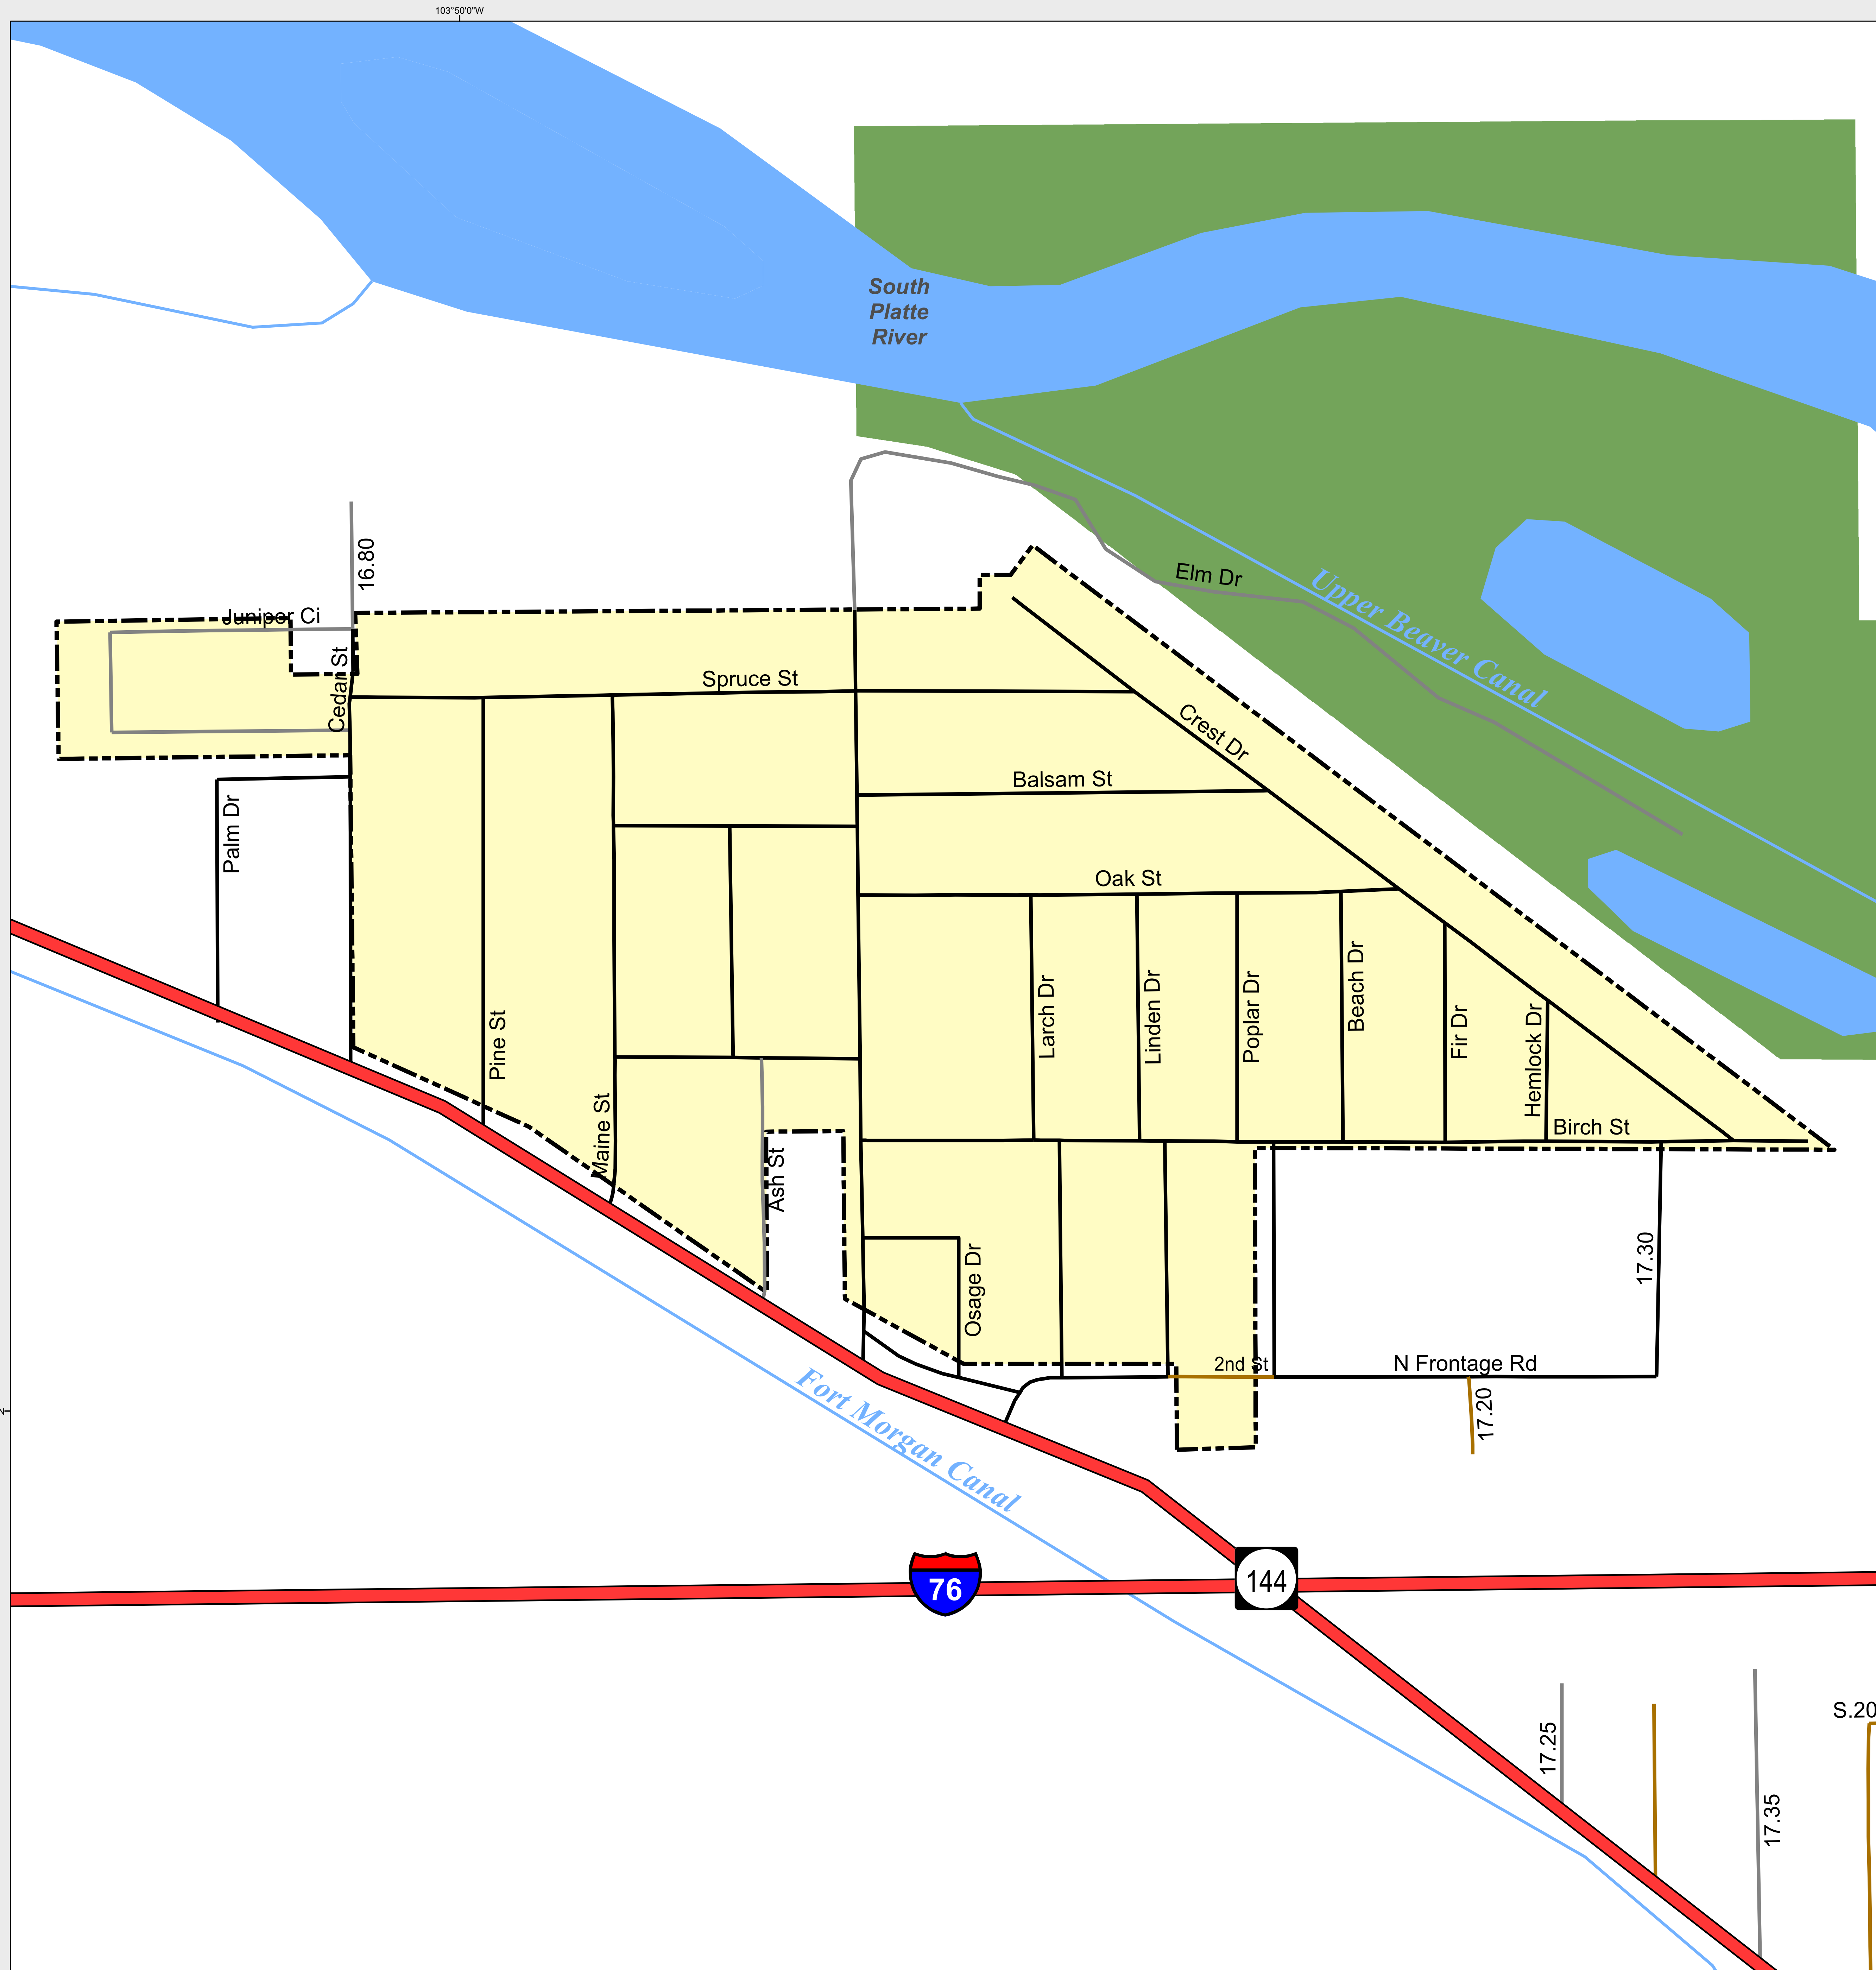 103°50'0"W
South
Platte
River
16.80
Elm Dr
Upper Beaver Canal
Juniper Ci
Cedar St
Spruce St
Crest Dr
Balsam St
Palm Dr
Oak St
Pine St
Larch Dr
Linden Dr
Poplar Dr
Beach Dr
Fir Dr
Hemlock Dr
Maine St
Birch St
Ash St
Osage Dr
17.30
2nd St
N Frontage Rd
17.20
Fort Morgan Canal
76
144
17.25
S.20
17.35